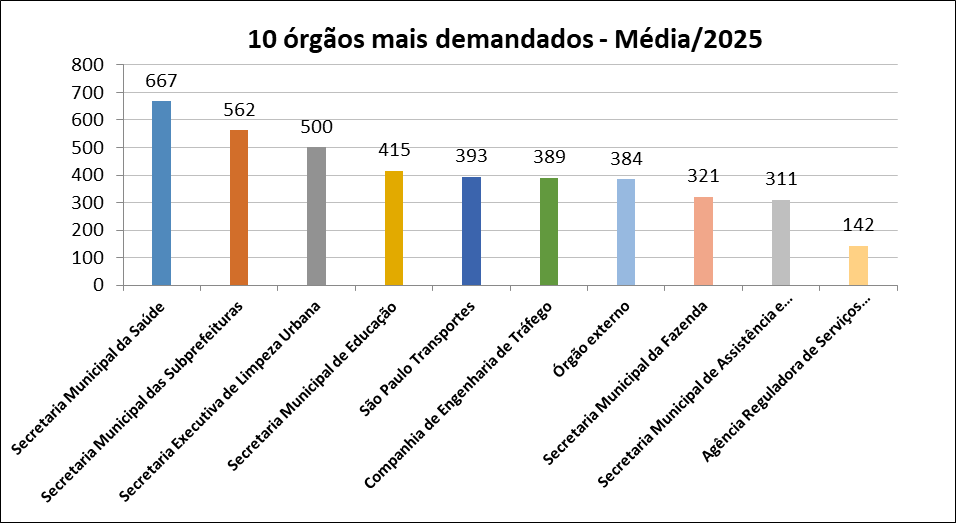 10 órgãos mais demandados - Média/2025
800
700
600
500
400
300
200
100
0
667
562
500
415
393
389
384
321
311
142
Secretaria Municipal da Saúde
Secretaria Municipal das Subprefeituras
Secretaria Executiva de Limpeza Urbana
Secretaria Municipal de Educação
São Paulo Transportes
Companhia de Engenharia de Tráfego
Órgão externo
Secretaria Municipal da Fazenda
Secretaria Municipal de Assistência e...
Agência Reguladora de Serviços...